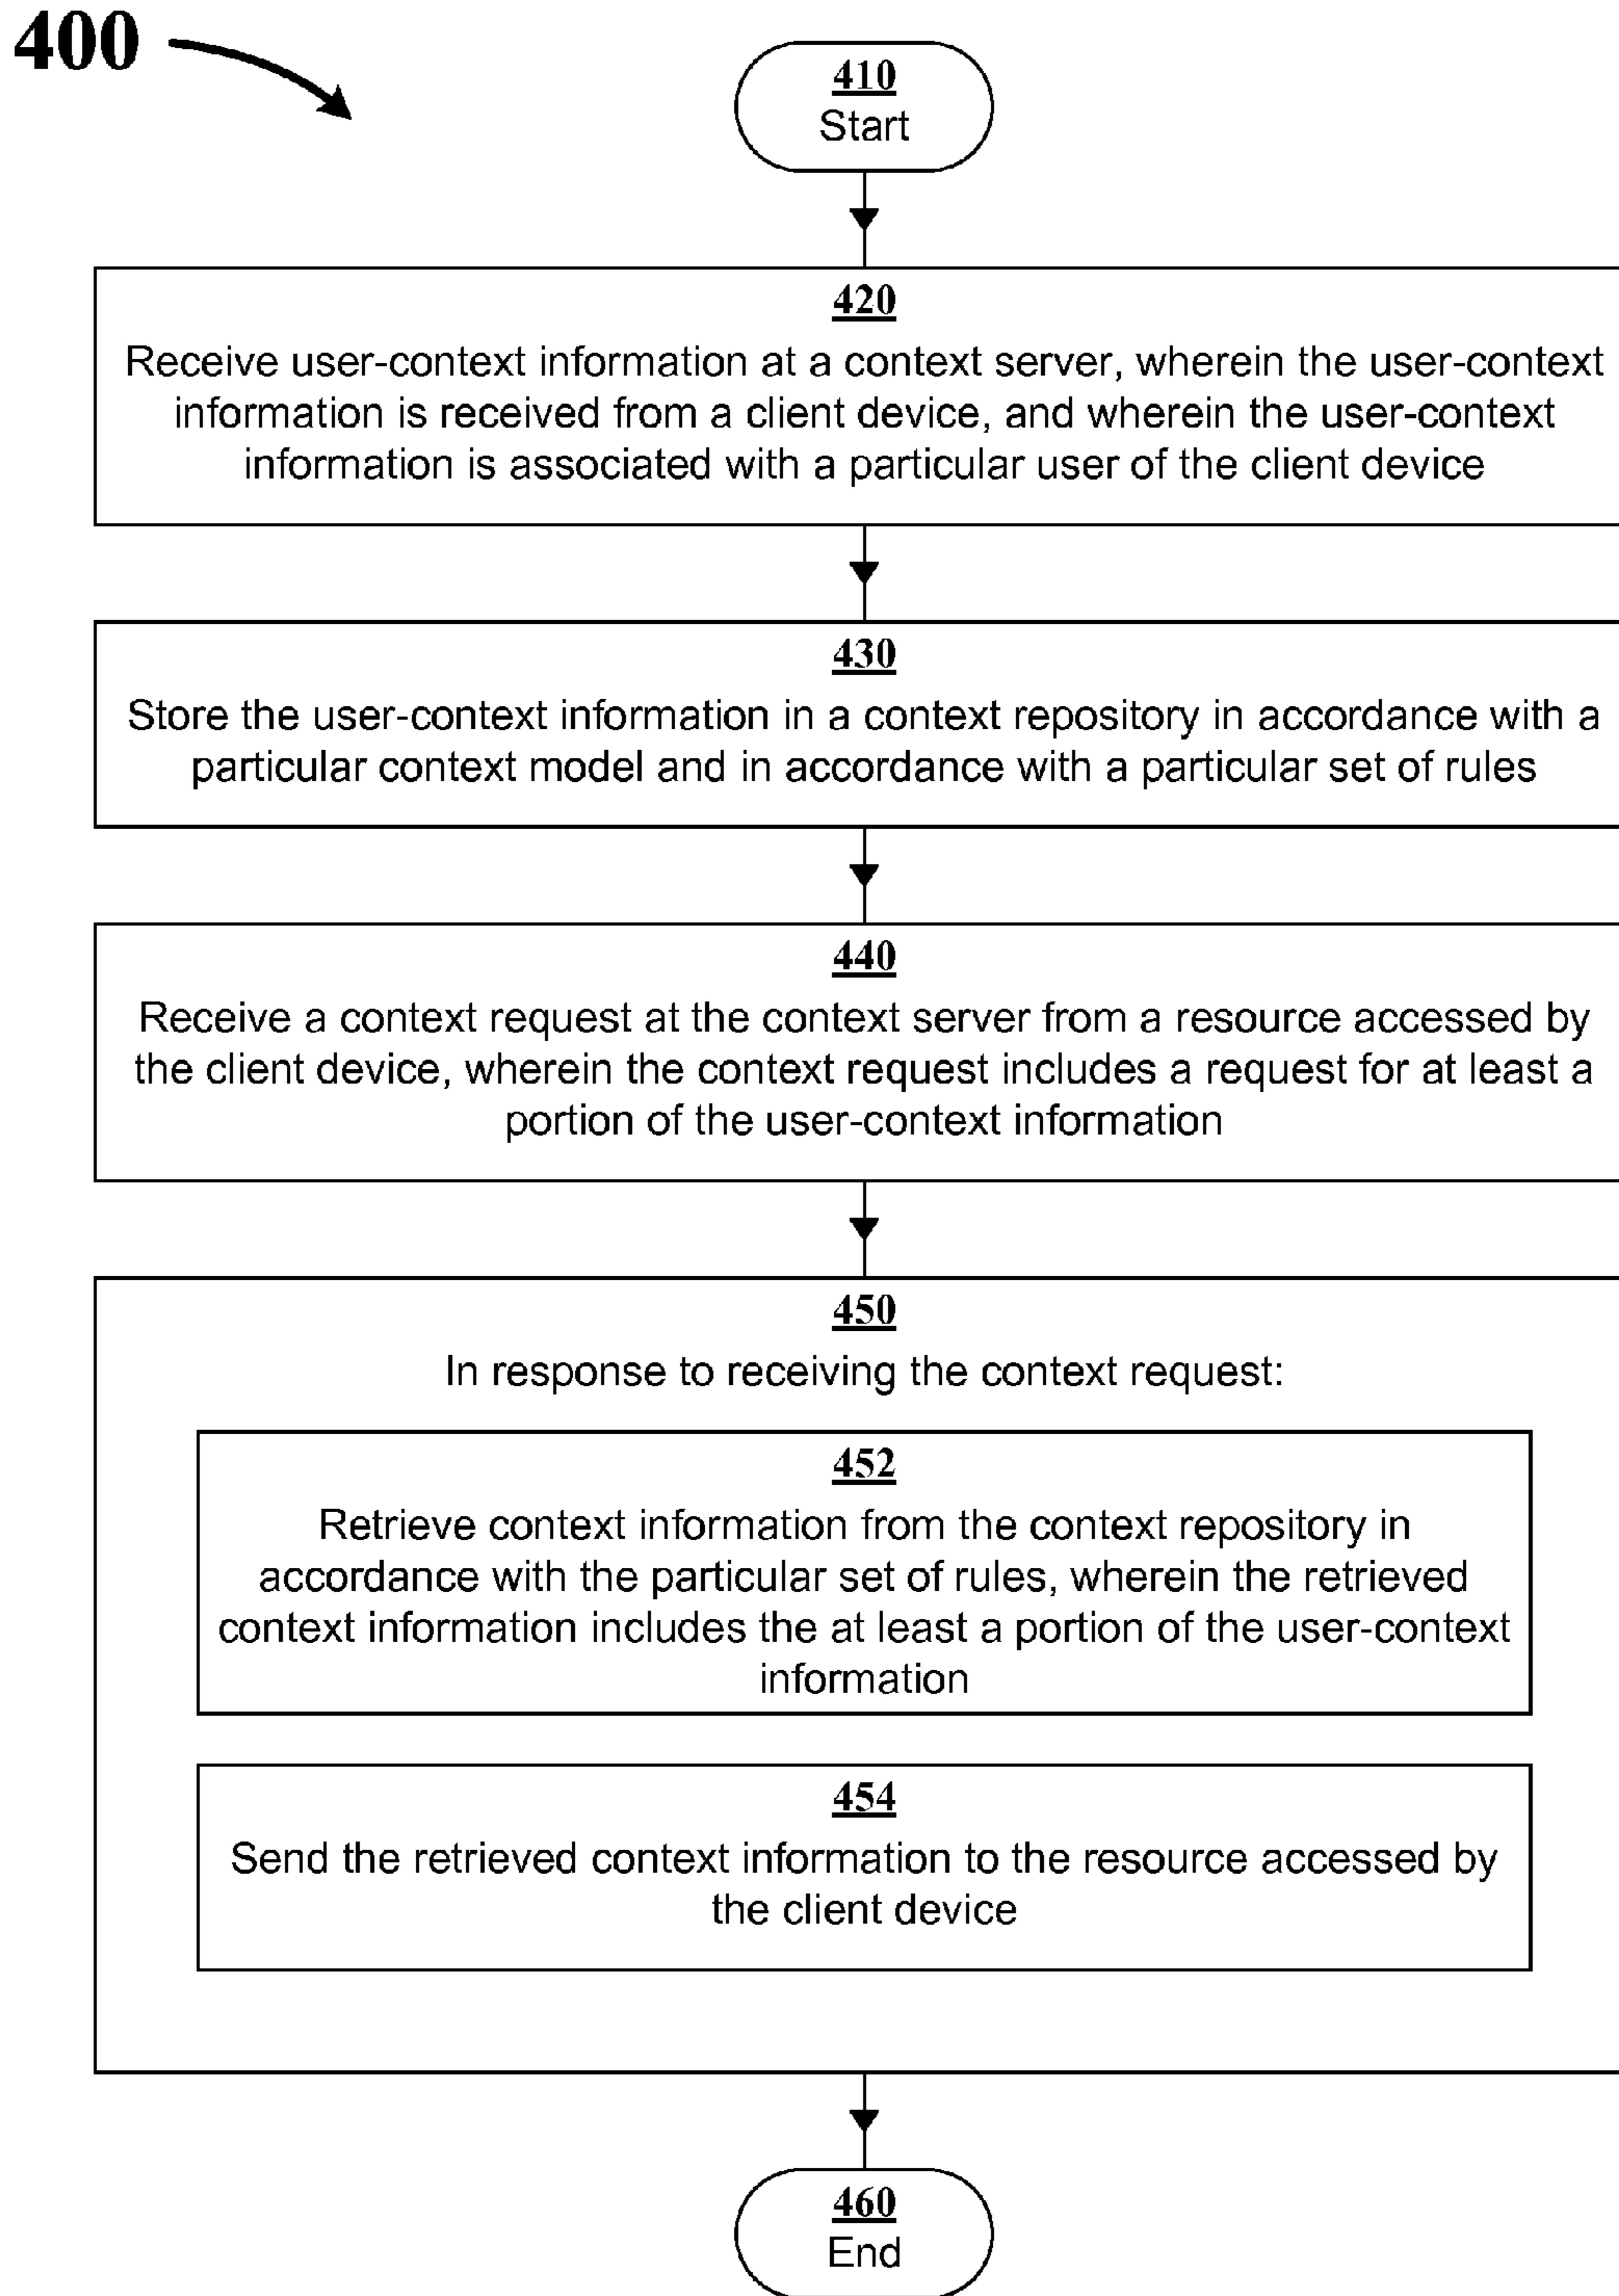 400
410
Start
420
Receive user-context information at a context server, wherein the user-context
information is received from a client device, and wherein the user-context
information is associated with a particular user of the client device
430
Store the user-context information in a context repository in accordance with a
particular context model and in accordance with a particular set of rules
440
Receive a context request at the context server from a resource accessed by
the client device, wherein the context request includes a request for at least a
portion of the user-context information
450
In response to receiving the context request:
452
Retrieve context information from the context repository in
accordance with the particular set of rules, wherein the retrieved
context information includes the at least a portion of the user-context
information
454
Send the retrieved context information to the resource accessed by
the client device
460
End